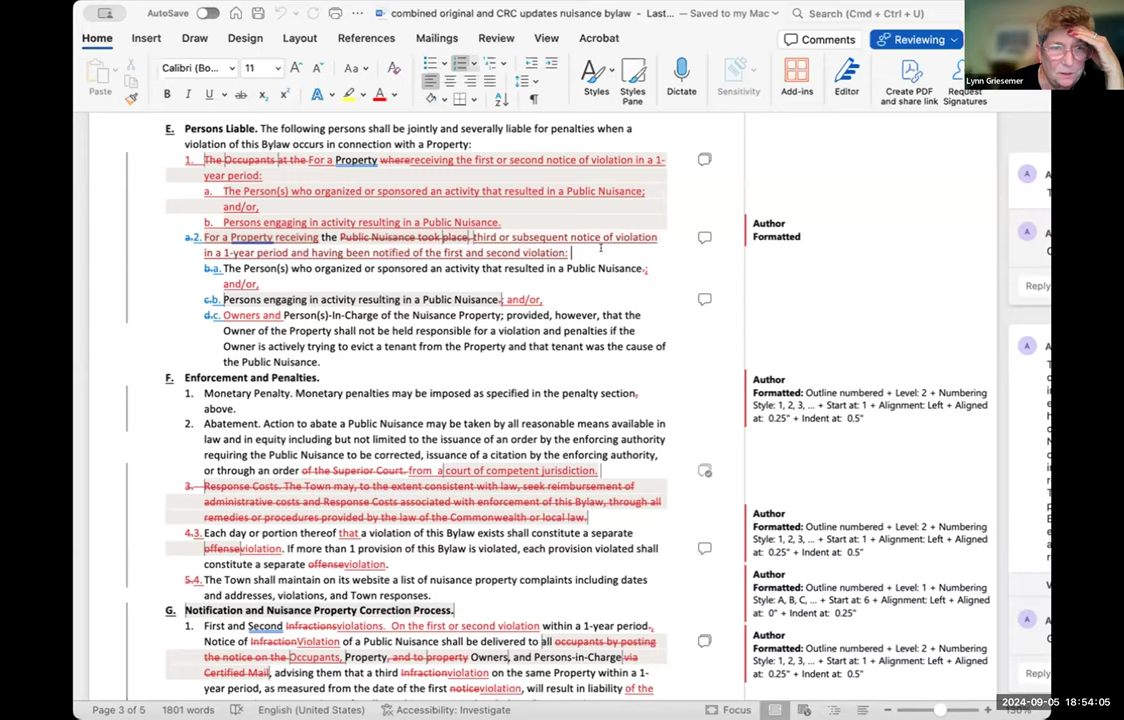 AutoSave
combined original and CRC updates nuisance bylaw - Last... — Saved to my Mac
Search (Cmd + Ctrl + U)
Home Insert Draw Design Layout References Mailings Review View Acrobat
Comments Reviewing
Lynn Griesemer
Calibri (Bo... 11
Paste
Styles
Styles Pane
Dictate
Sensitivity
Add-ins
Editor
Create PDF and share link
Request Signatures
E. Persons Liable. The following persons shall be jointly and severally liable for penalties when a
violation of this Bylaw occurs in connection with a Property:
1. The Occupants at the For a Property where receiving the first or second notice of violation in a 1-
year period:
a. The Person(s) who organized or sponsored an activity that resulted in a Public Nuisance;
and/or,
b. Persons engaging in activity resulting in a Public Nuisance.
a.2. For a Property receiving the Public Nuisance took place, third or subsequent notice of violation
in a 1-year period and having been notified of the first and second violation:
b.a. The Person(s) who organized or sponsored an activity that resulted in a Public Nuisance.;
and/or,
c.b. Persons engaging in activity resulting in a Public Nuisance.; and/or,
d.c. Owners and Person(s)-In-Charge of the Nuisance Property; provided, however, that the
Owner of the Property shall not be held responsible for a violation and penalties if the
Owner is actively trying to evict a tenant from the Property and that tenant was the cause of
the Public Nuisance.
F. Enforcement and Penalties.
1. Monetary Penalty. Monetary penalties may be imposed as specified in the penalty section,
above.
2. Abatement. Action to abate a Public Nuisance may be taken by all reasonable means available in
law and in equity including but not limited to the issuance of an order by the enforcing authority
requiring the Public Nuisance to be corrected, issuance of a citation by the enforcing authority,
or through an order of the Superior Court. from a court of competent jurisdiction.
3. Response Costs. The Town may, to the extent consistent with law, seek reimbursement of
administrative costs and Response Costs associated with enforcement of this Bylaw, through all
remedies or procedures provided by the law of the Commonwealth or local law.
4.3. Each day or portion thereof that a violation of this Bylaw exists shall constitute a separate
offenseviolation. If more than 1 provision of this Bylaw is violated, each provision violated shall
constitute a separate offenseviolation.
5.4. The Town shall maintain on its website a list of nuisance property complaints including dates
and addresses, violations, and Town responses.
G. Notification and Nuisance Property Correction Process.
1. First and Second Infractionsviolations. On the first or second violation within a 1-year period.,
Notice of InfractionViolation of a Public Nuisance shall be delivered to all occupants by posting
the notice on the Occupants, Property, and to property Owners, and Persons-in-Charge via
Certified Mail, advising them that a third infractionviolation on the same Property within a 1-
year period, as measured from the date of the first noticeviolation, will result in liability of the
Author
Formatted
Author
Formatted: Outline numbered + Level: 2 + Numbering
Style: 1, 2, 3, ... + Start at: 1 + Alignment: Left + Aligned
at: 0.25" + Indent at: 0.5"
Author
Formatted: Outline numbered + Level: 2 + Numbering
Style: 1, 2, 3, ... + Start at: 1 + Alignment: Left + Aligned
at: 0.25" + Indent at: 0.5"
Author
Formatted: Outline numbered + Level: 1 + Numbering
Style: A, B, C, ... + Start at: 6 + Alignment: Left + Aligned
at: 0" + Indent at: 0.25"
Author
Formatted: Outline numbered + Level: 2 + Numbering
Style: 1, 2, 3, ... + Start at: 1 + Alignment: Left + Aligned
at: 0.25" + Indent at: 0.5"
A
A
Reply
A
Reply
Page 3 of 5 1801 words English (United States) Accessibility: Investigate Focus
2024-09-05 18:54:05